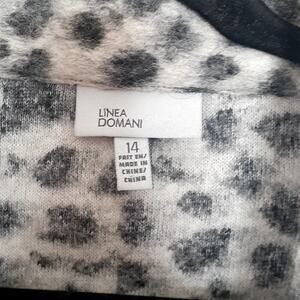 LINEA
DOMANI
14
FAIT EN/
MADE IN
CHINE/
CHINA